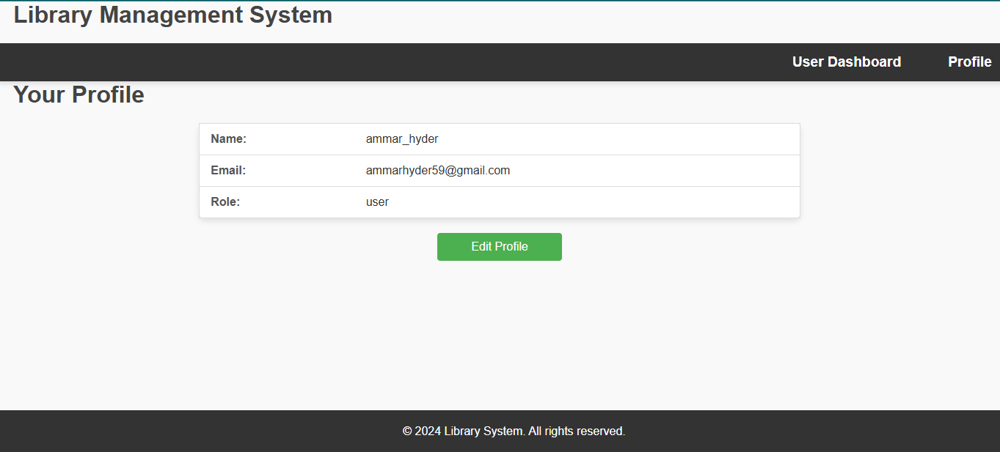 Library Management System
User Dashboard Profile
Your Profile
Name: ammar_hyder
Email: ammarhyder59@gmail.com
Role: user
Edit Profile
© 2024 Library System. All rights reserved.